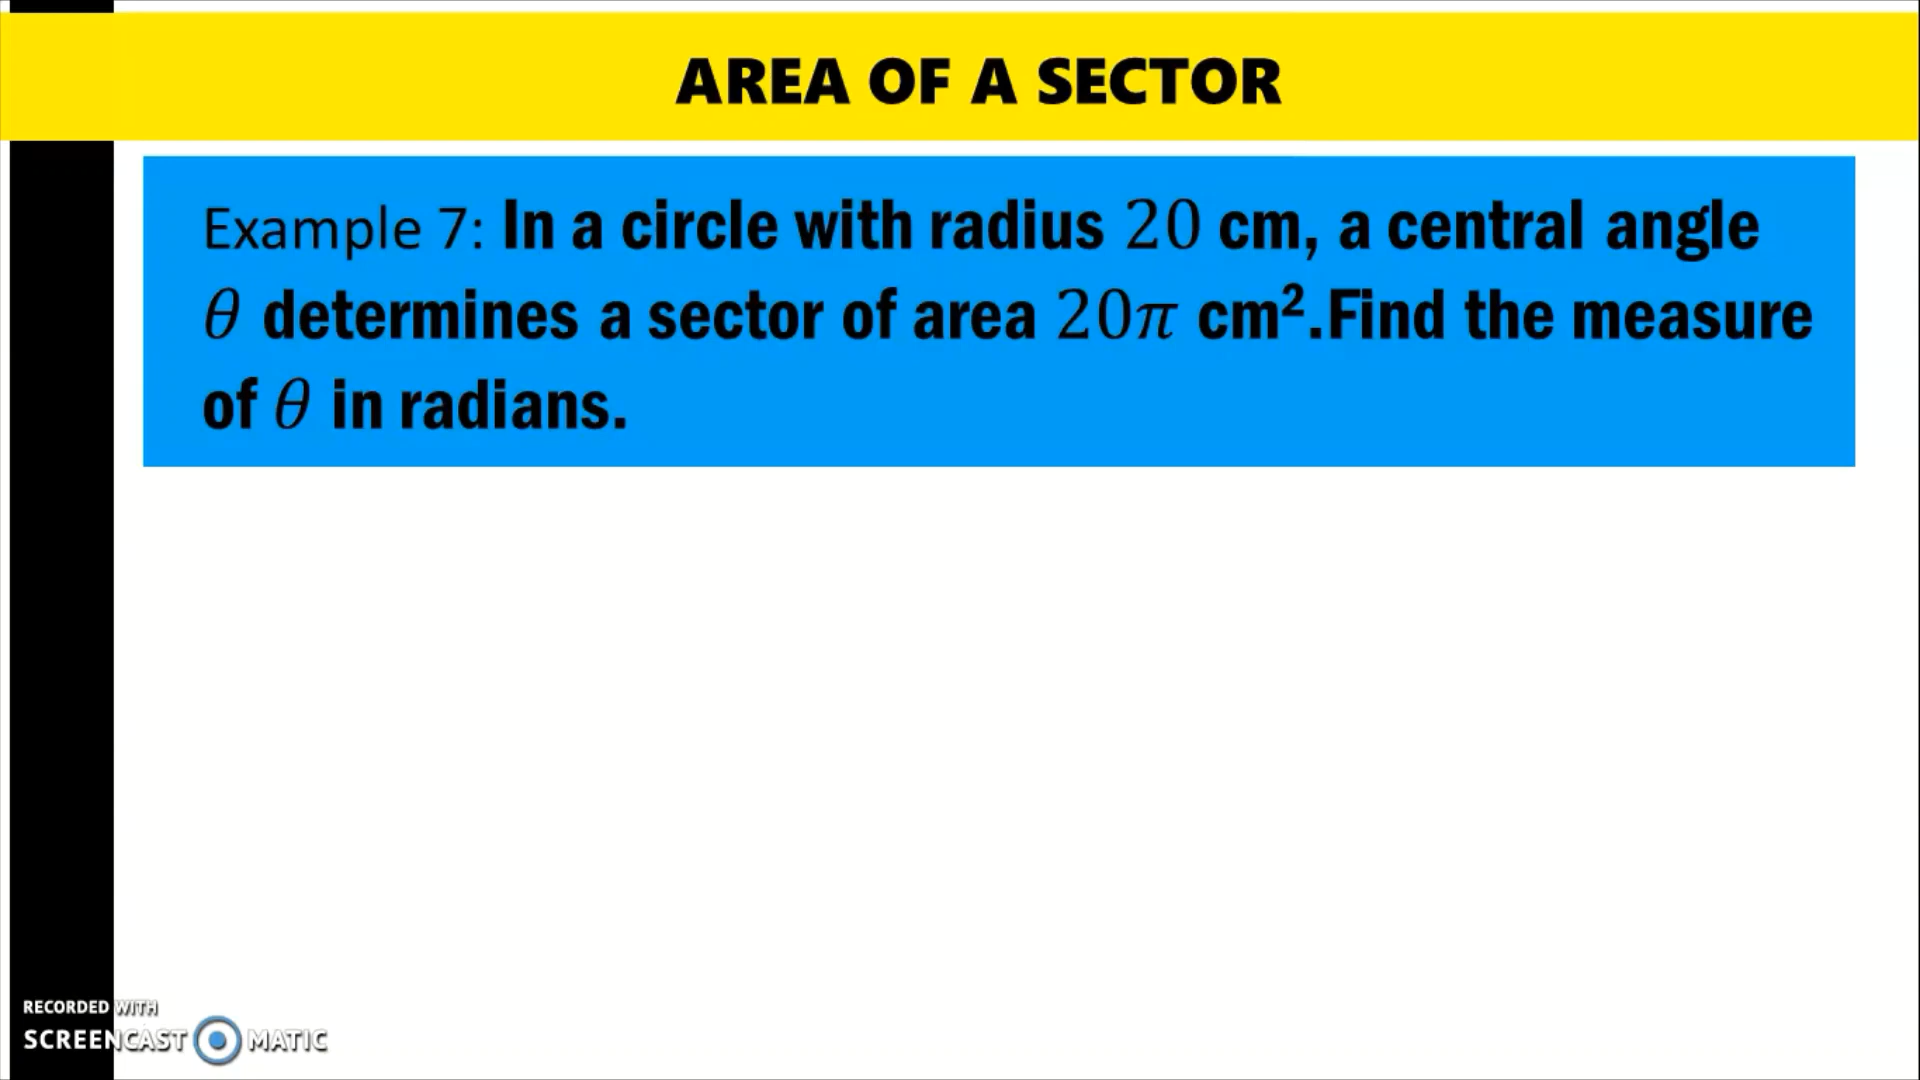 AREA OF A SECTOR
Example 7: In a circle with radius 20 cm, a central angle
θ determines a sector of area 20π cm².Find the measure
of θ in radians.
RECORDED WITH
SCREENCAST MATIC